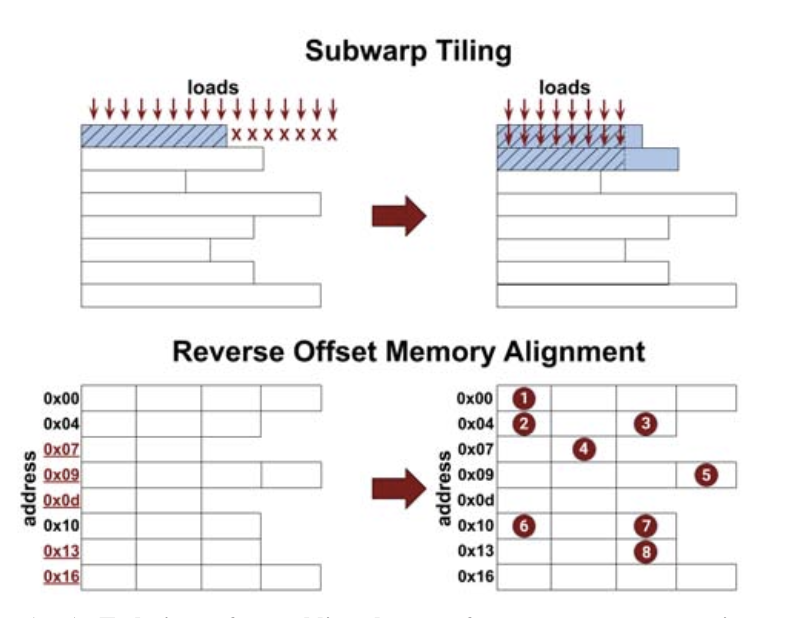 Subwarp Tiling
loads
loads
x x x x x x x
Reverse Offset Memory Alignment
address
0x00
0x04
0x07
0x09
0x0d
0x10
0x13
0x16
address
0x00
0x04
0x07
0x09
0x0d
0x10
0x13
0x16
1
2
3
4
5
6
7
8